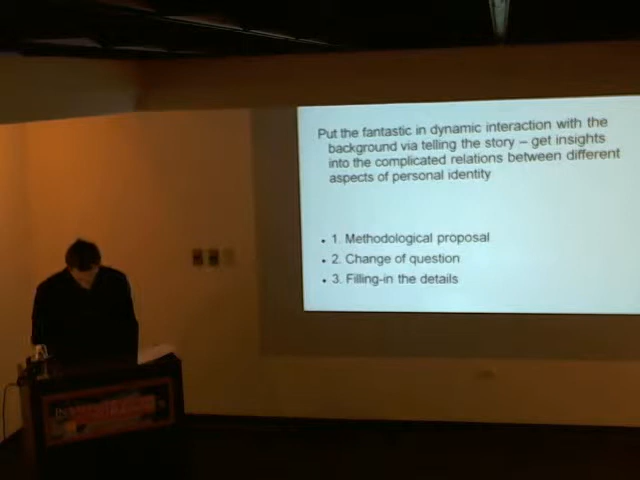 Put the fantastic in dynamic interaction with the
background via telling the story – get insights
into the complicated relations between different
aspects of personal identity
• 1. Methodological proposal
• 2. Change of question
• 3. Filling-in the details